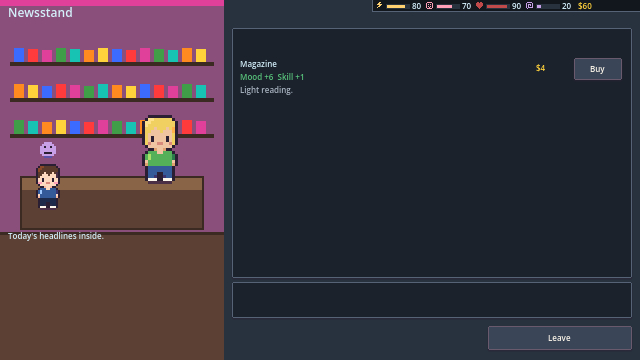 Newsstand
80 70 90 20 $60
Magazine
Mood +6 Skill +1
Light reading.
$4
Buy
Today's headlines inside.
Leave